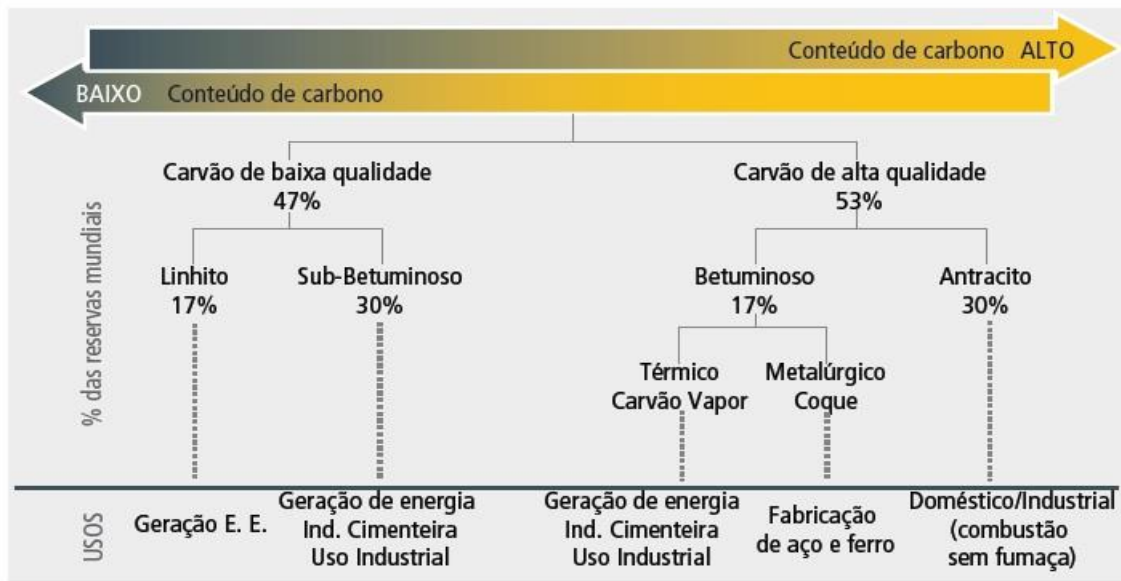 Conteúdo de carbono ALTO
BAIXO Conteúdo de carbono
% das reservas mundiais
Carvão de baixa qualidade
47%
Carvão de alta qualidade
53%
Linhito
17%
Sub-Betuminoso
30%
Betuminoso
17%
Antracito
30%
Térmico
Carvão Vapor
Metalúrgico
Coque
USOS
Geração E. E.
Geração de energia
Ind. Cimenteira
Uso Industrial
Geração de energia
Ind. Cimenteira
Uso Industrial
Fabricação
de aço e ferro
Doméstico/Industrial
(combustão
sem fumaça)